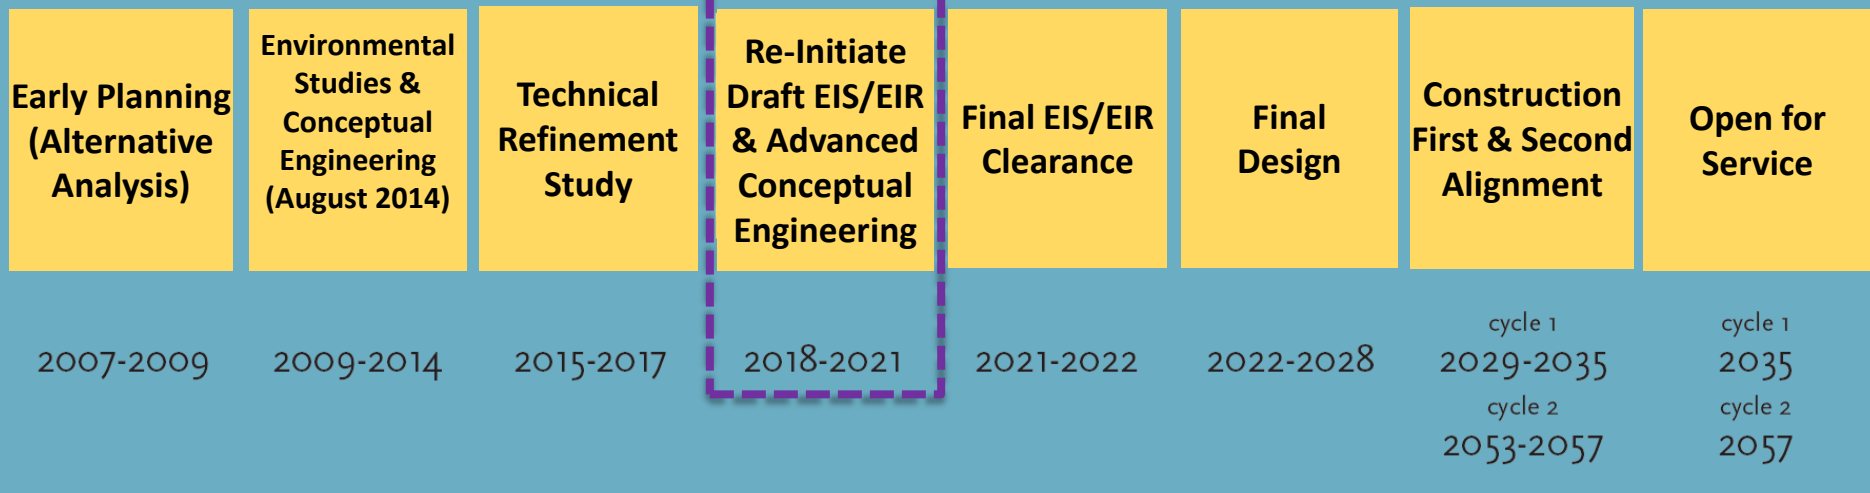 Early Planning
(Alternative
Analysis)
Environmental
Studies &
Conceptual
Engineering
(August 2014)
Technical
Refinement
Study
Re-Initiate
Draft EIS/EIR
& Advanced
Conceptual
Engineering
Final EIS/EIR
Clearance
Final
Design
Construction
First & Second
Alignment
Open for
Service
2007-2009
2009-2014
2015-2017
2018-2021
2021-2022
2022-2028
cycle 1
2029-2035
cycle 2
2053-2057
cycle 1
2035
cycle 2
2057